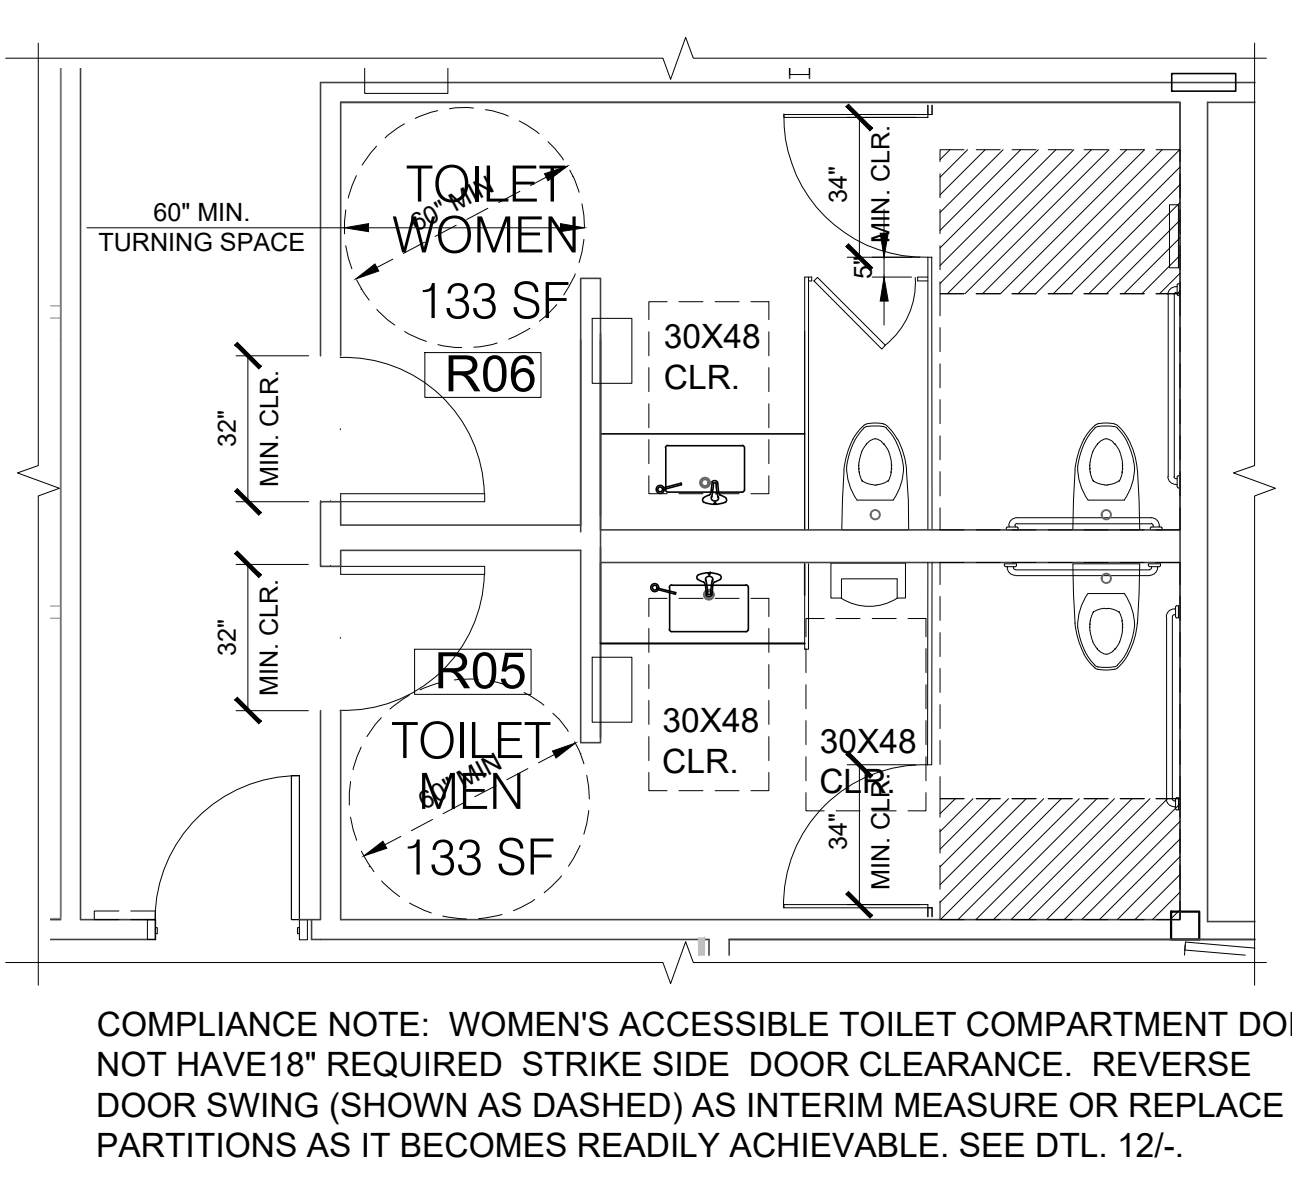 60" MIN.
TURNING SPACE
TOILET
WOMEN
60" MIN
133 SF
R06
32"
MIN. CLR.
30X48
CLR.
34"
MIN. CLR.
5"
32"
MIN. CLR.
R05
TOILET
MEN
60" MIN
133 SF
30X48
CLR.
30X48
CLR.
34"
MIN. CLR.
COMPLIANCE NOTE:  WOMEN'S ACCESSIBLE TOILET COMPARTMENT
NOT HAVE18" REQUIRED  STRIKE SIDE  DOOR CLEARANCE.  REVERSE
DOOR SWING (SHOWN AS DASHED) AS INTERIM MEASURE OR REPLACE
PARTITIONS AS IT BECOMES READILY ACHIEVABLE. SEE DTL. 12/-.